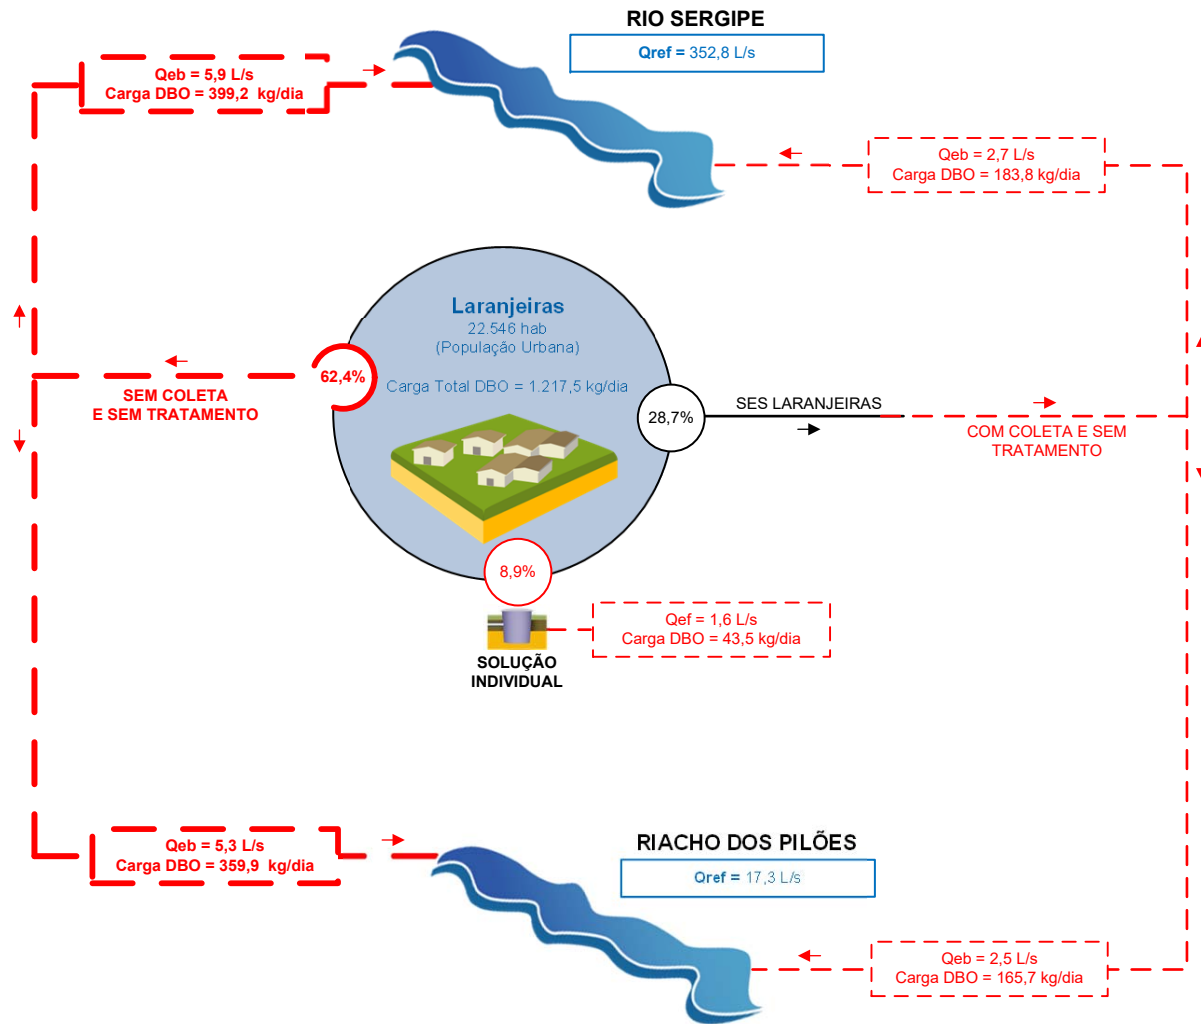 RIO SERGIPE
Qref = 352,8 L/s
Qeb = 5,9 L/s
Carga DBO = 399,2 kg/dia
Qeb = 2,7 L/s
Carga DBO = 183,8 kg/dia
Laranjeiras
22.546 hab
(População Urbana)
Carga Total DBO = 1.217,5 kg/dia
62,4%
SEM COLETA
E SEM TRATAMENTO
28,7%
SES LARANJEIRAS
COM COLETA E SEM
TRATAMENTO
8,9%
SOLUÇÃO
INDIVIDUAL
Qef = 1,6 L/s
Carga DBO = 43,5 kg/dia
Qeb = 5,3 L/s
Carga DBO = 359,9 kg/dia
RIACHO DOS PILÕES
Qref = 17,3 L/s
Qeb = 2,5 L/s
Carga DBO = 165,7 kg/dia